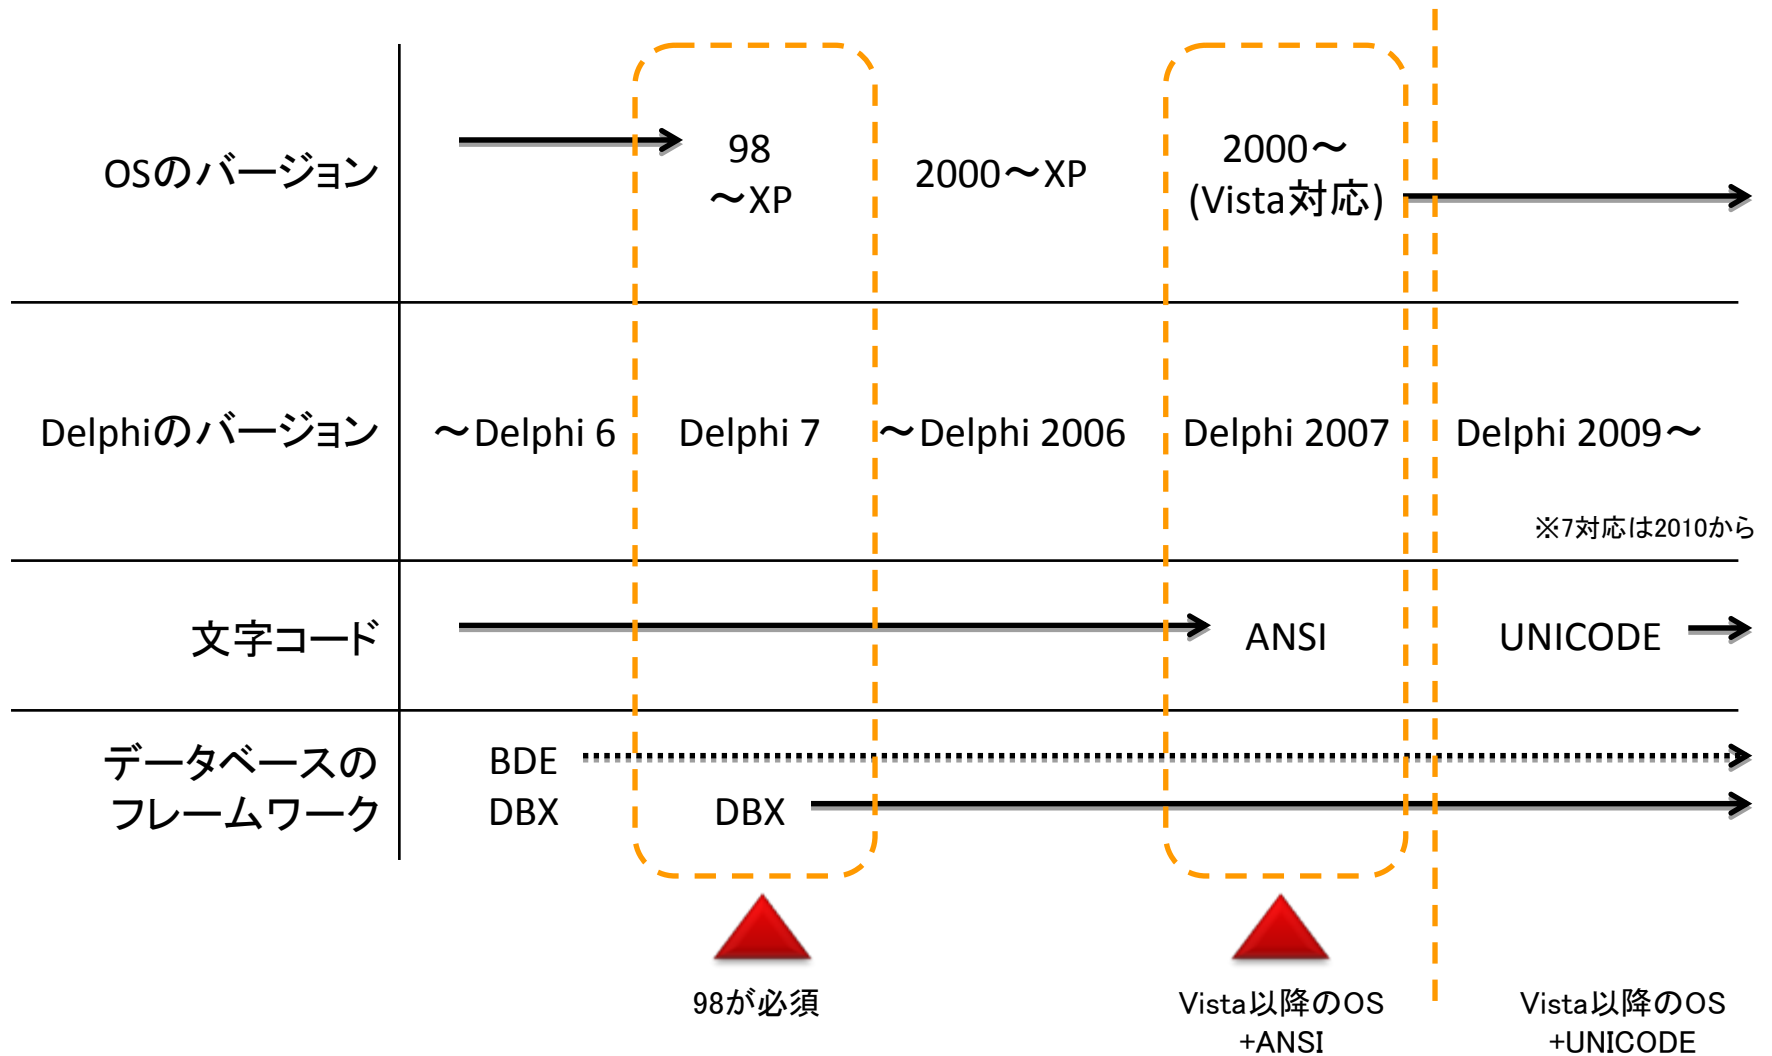 OSのバージョン
98
～XP
2000～XP
2000～
(Vista対応)
Delphiのバージョン
～Delphi 6
Delphi 7
～Delphi 2006
Delphi 2007
Delphi 2009～
※7対応は2010から
文字コード
ANSI
UNICODE
データベースの
フレームワーク
BDE
DBX
DBX
98が必須
Vista以降のOS
+ANSI
Vista以降のOS
+UNICODE